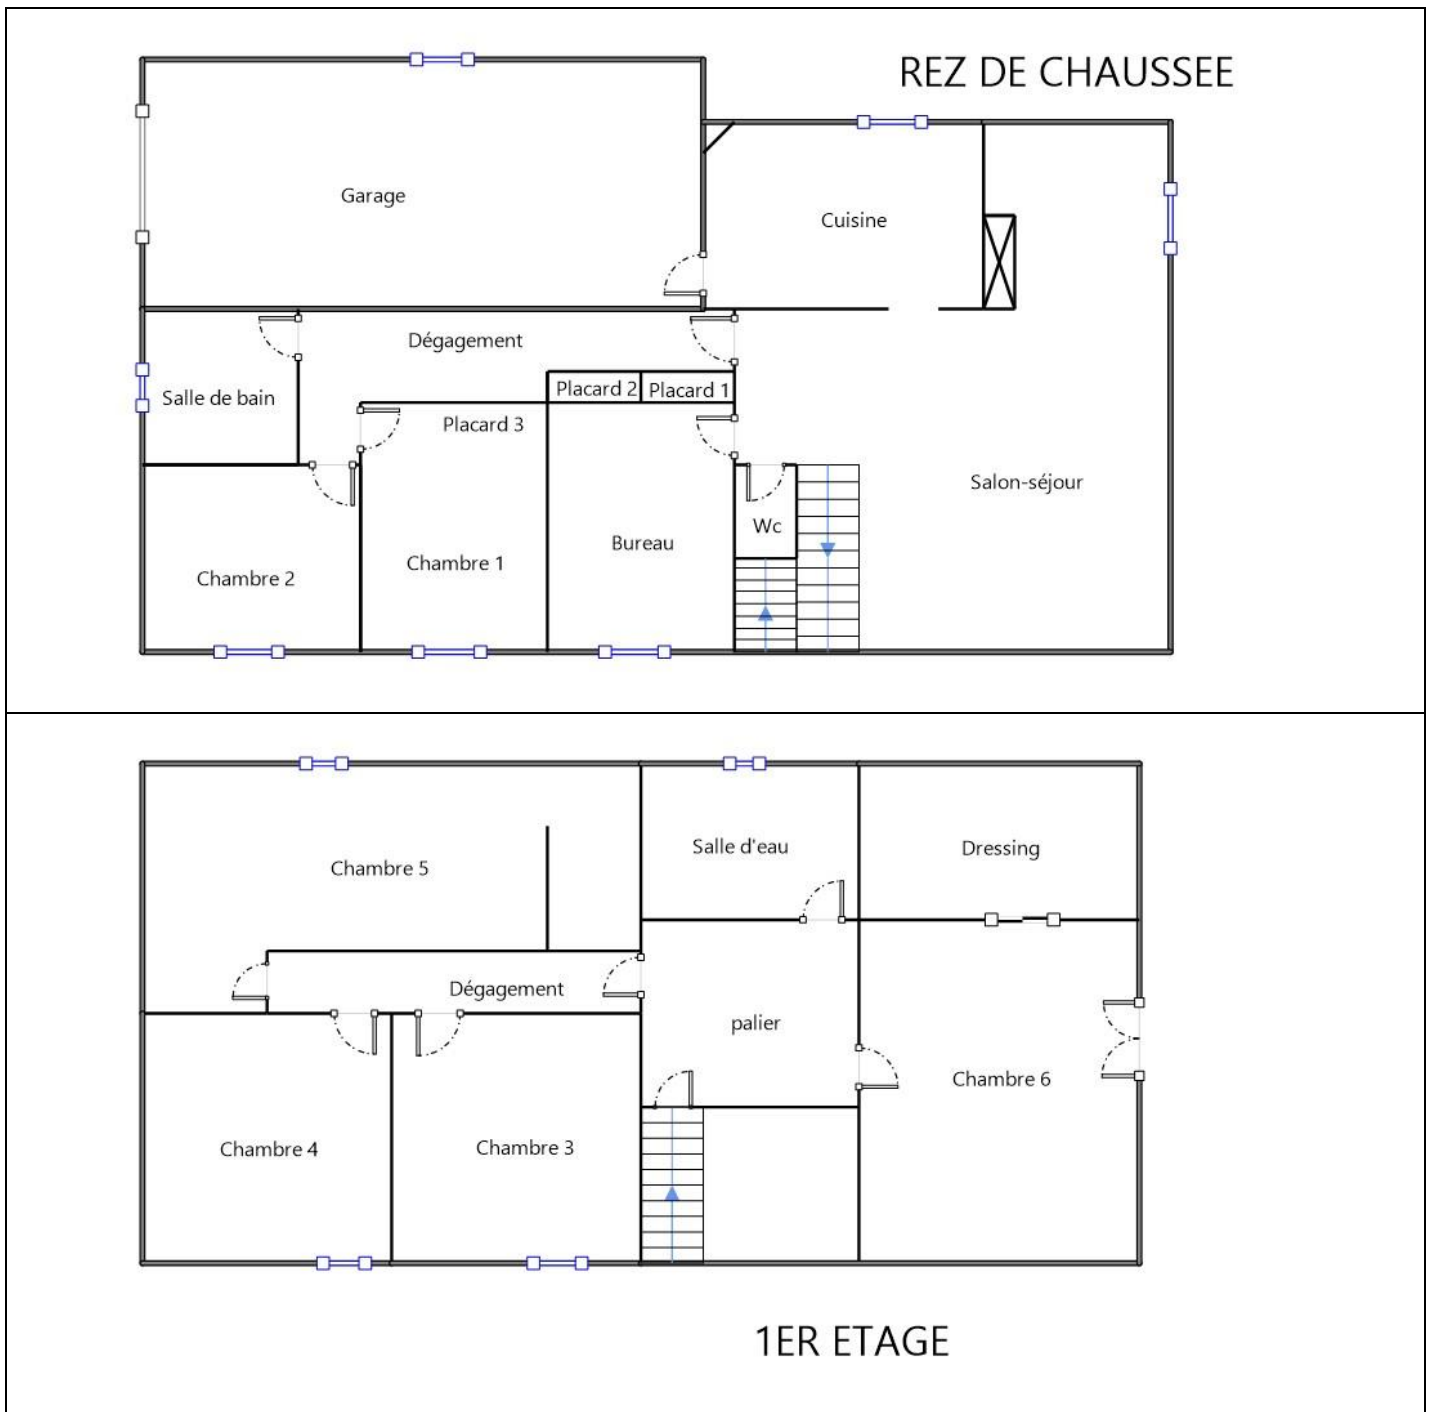 REZ DE CHAUSSEE
Garage
Cuisine
Dégagement
Placard 2
Placard 1
Salle de bain
Placard 3
Salon-séjour
Wc
Bureau
Chambre 1
Chambre 2
Salle d'eau
Dressing
Chambre 5
Dégagement
palier
Chambre 6
Chambre 4
Chambre 3
1ER ETAGE